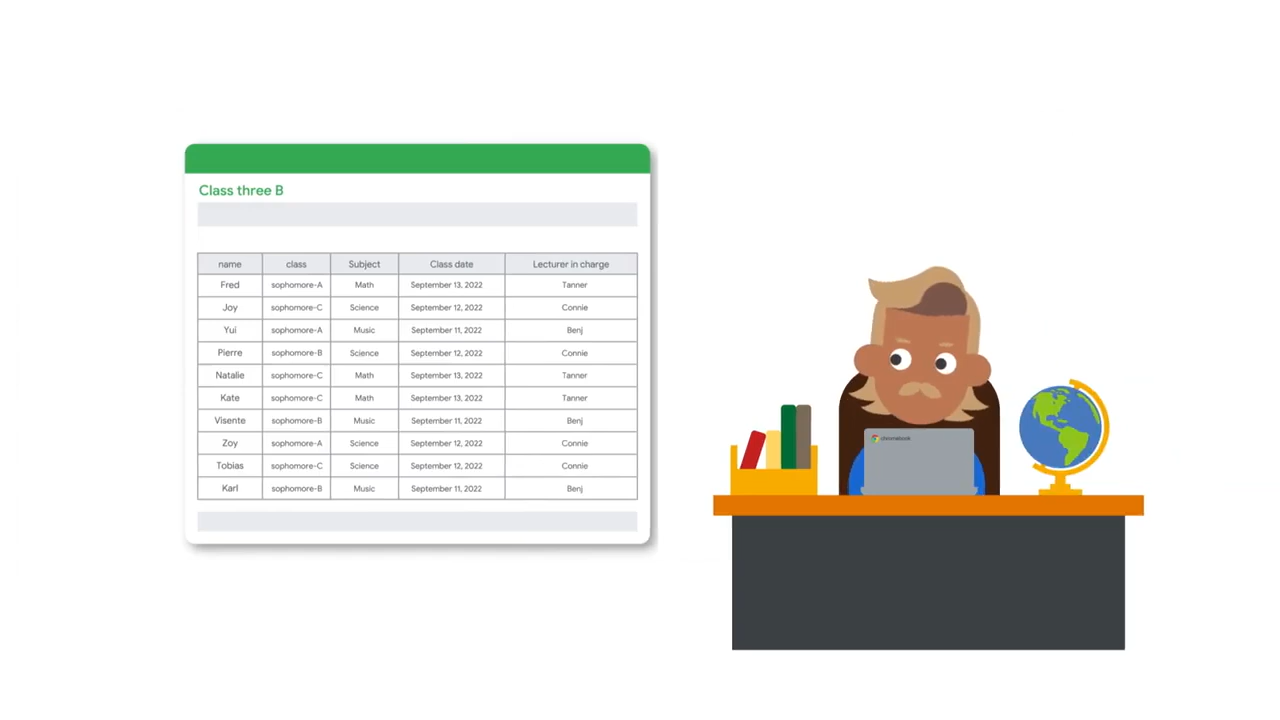 Class three B
name class Subject Class date Lecturer in charge
Fred sophomore-A Math September 13, 2022 Tanner
Joy sophomore-C Science September 12, 2022 Connie
Yui sophomore-A Music September 11, 2022 Benj
Pierre sophomore-B Science September 12, 2022 Connie
Natalie sophomore-C Math September 13, 2022 Tanner
Kate sophomore-C Math September 13, 2022 Tanner
Visente sophomore-B Music September 11, 2022 Benj
Zoy sophomore-A Science September 12, 2022 Connie
Tobias sophomore-C Science September 12, 2022 Connie
Karl sophomore-B Music September 11, 2022 Benj
chromebook